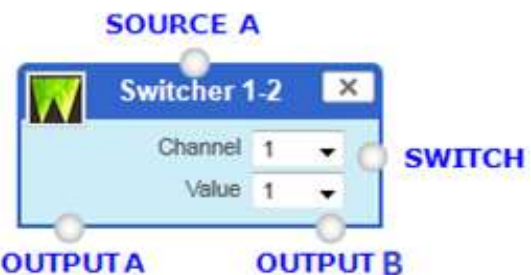 SOURCE A
Switcher 1-2
Channel 1
SWITCH
Value 1
OUTPUT A
OUTPUT B